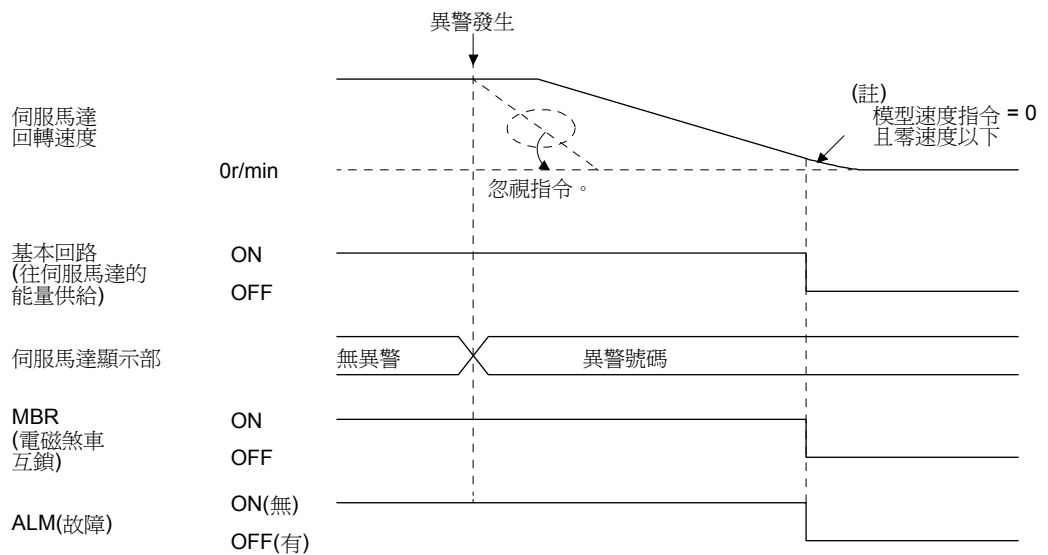 異警發生
(註)
模型速度指令 = 0
且零速度以下
伺服馬達
回轉速度
0r/min
忽視指令。
基本回路
(往伺服馬達的
能量供給)
ON
OFF
伺服馬達顯示部
無異警
異警號碼
MBR
(電磁煞車
互鎖)
ON
OFF
ALM(故障)
ON(無)
OFF(有)